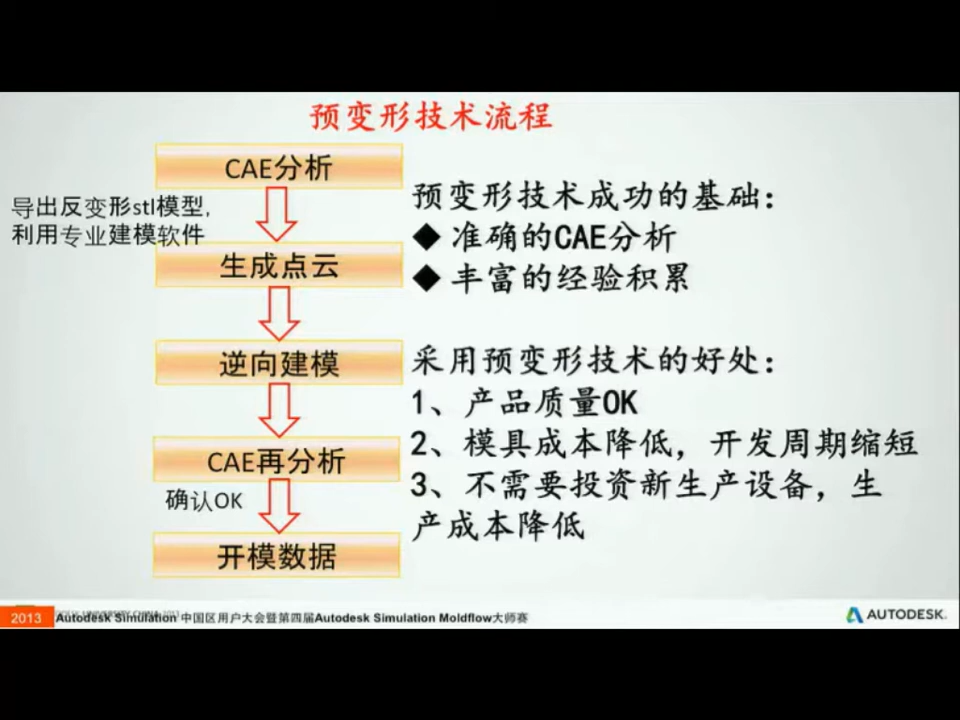 预变形技术流程
CAE分析
导出反变形stl模型,
利用专业建模软件
生成点云
逆向建模
CAE再分析
确认OK
开模数据
预变形技术成功的基础:
◆ 准确的CAE分析
◆ 丰富的经验积累
采用预变形技术的好处:
1、产品质量OK
2、模具成本降低，开发周期缩短
3、不需要投资新生产设备，生
产成本降低
2013
Autodesk Simulation 中国区用户大会暨第四届Autodesk Simulation Moldflow大师赛
AUTODESK.